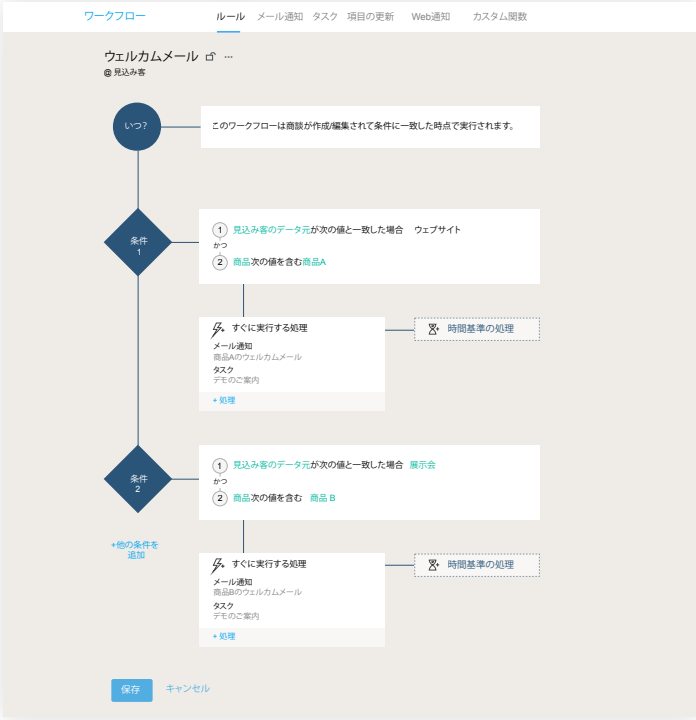 ワークフロー ルール メール通知 タスク 項目の更新 Web通知 カスタム関数
ウェルカムメール ...
@ 見込み客
いつ?
このワークフローは商談が作成/編集されて条件に一致した時点で実行されます。
条件
1
1 見込み客のデータ元が次の値と一致した場合 ウェブサイト
かつ
2 商品次の値を含む商品A
すぐに実行する処理
時間基準の処理
メール通知
商品Aのウェルカムメール
タスク
デモのご案内
+ 処理
条件
2
1 見込み客のデータ元が次の値と一致した場合 展示会
かつ
2 商品次の値を含む 商品 B
+他の条件を
追加
すぐに実行する処理
時間基準の処理
メール通知
商品Bのウェルカムメール
タスク
デモのご案内
+ 処理
保存 キャンセル